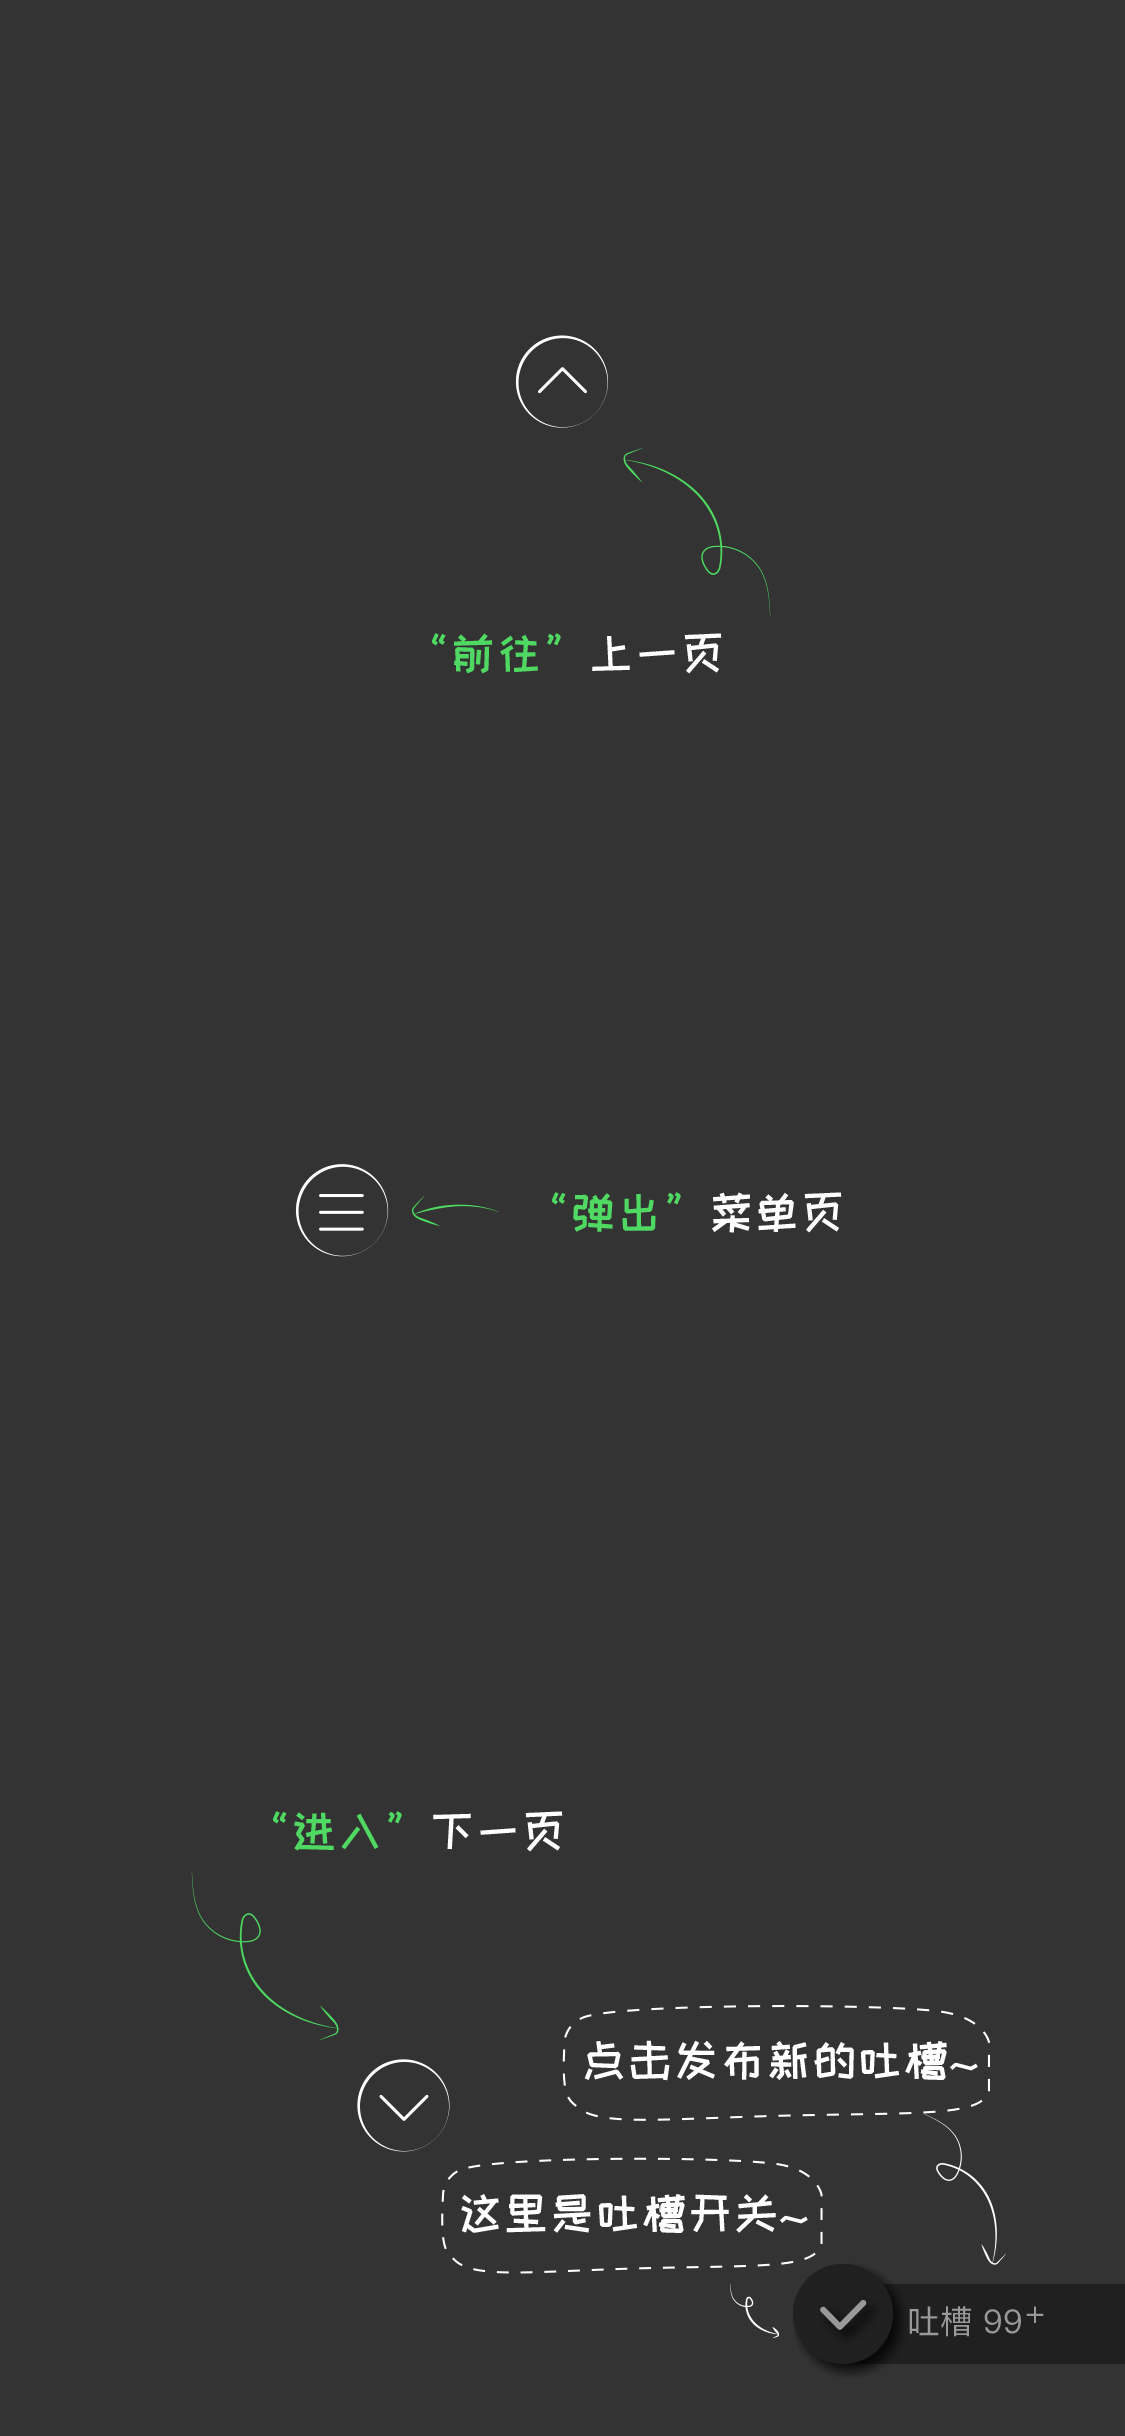 “前往” 上一页
“弹出” 菜单页
“进入” 下一页
点击发布新的吐槽~
这里是吐槽开关~
吐槽 99+